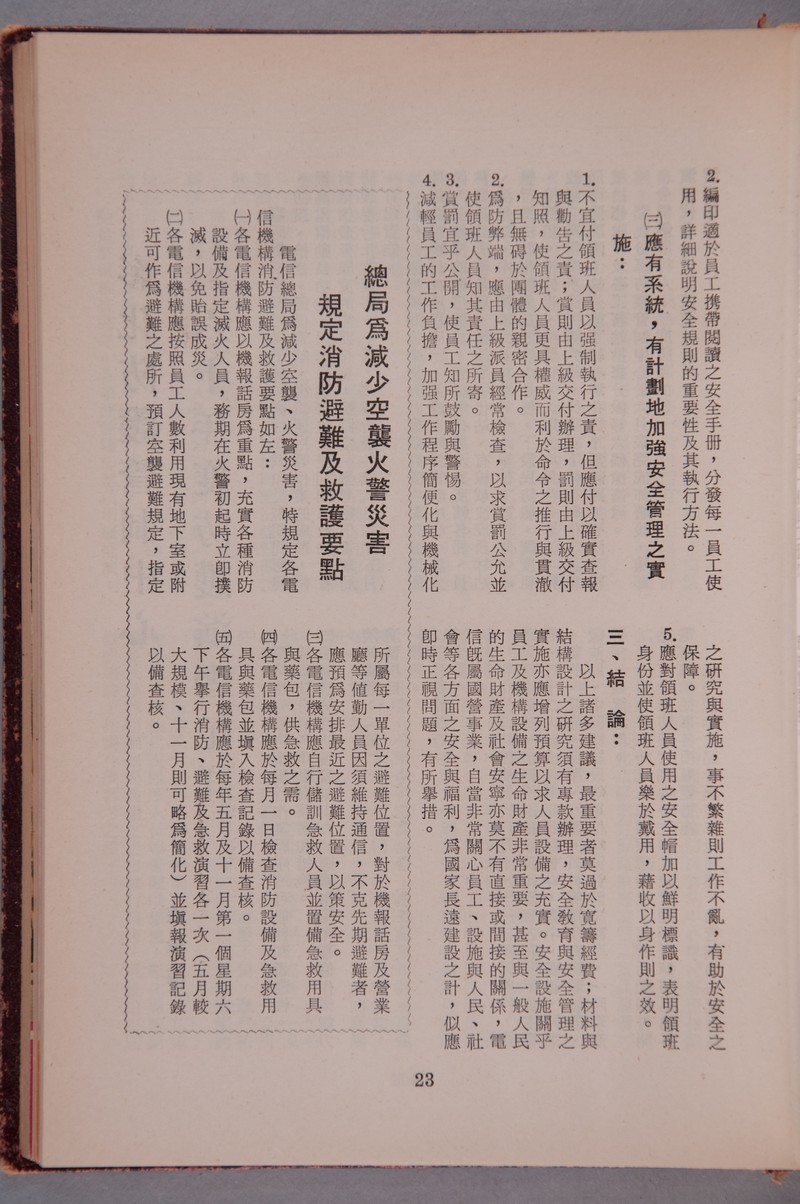 2.編印適於員工携帶閱讀之安全手冊，分發每一員工使
用，詳細說明安全規則的重要性及其執行方法。
㈢應有系統，有計劃地加強安全管理之實
施：
1.不宜付領班人員以强制執行之責，但應付以確實查報
與勸告之責；賞則由上級交付辦理，罰則由上級交付
知照，使領班人員更具權威而利於命令之推行與貫澈
，且無碍於團體的親密合作。
2.爲防弊端，應由上級派員經常檢查，以求賞罰公允並
使領班人員知其責任之所寄。
3.賞罰宜乎公開，使員工知所鼓勵與警惕。
4.減輕員工的工作負擔，加强工作程序簡便化與機械化
之研究與實施，事不繁雜則工作不亂，有助於安全之
保障。
5.應對領班人員使用之安全帽加以鮮明標識，表明領班
身份並使領班人員樂於戴用，藉收以身作則之效。
三、結　論：
以上諸多建議，最重要者莫過於寬籌經費；材料與
結構設計之研究須有專款辦理，安全敎育與安全管理之
實施亦應增列預算以求人員設備之充實。安全設施關乎
員工及機構設備之生命財產非常重要，甚至與一般人民
的生命財產及社會安寧亦莫不有直接或間接的關係，電
信旣屬國營事業，自當非常關心員工、設施與人民、社
會等各方面之安全與福利，爲國家長遠建設之計，似應
卽時正視問題，有所擧措。
總局爲減少空襲火警災害
規定消防避難及救護要點
電信總局爲減少空襲、火警災害，特規定各電
信機構消防避難及救護要點如左：
㈠各電信機構應以機報話房爲重點，充實各種消防
設備及指定滅火人員，務期在火警初起時立卽撲
滅，以免貽誤成災。
㈡各電信機構應按照員工人數利用現有地下室或附
近可作爲避難之處所，預訂空襲避難規定，指定
所屬每一單位之避難位置，對於機報話房及營業
廳等値勤人員因須維持通信，不克先期避難者，
應預爲安排最近之避難位置，以策安全。
㈢各電信機構應自行儲訓急救人員並置備急救用具
與藥包，供急救之需。
㈣各電信機構應於每月一日檢查消防設備及急救用
具與藥包並塡入檢查記錄以備查核。
㈤各電信機構應於每年五月及十一月第一個星期六
下午擧行消防、避難及急救演習各一次（五月較
大規模、十一月則可略爲簡化）並塡報演習記錄
以備查核。
23